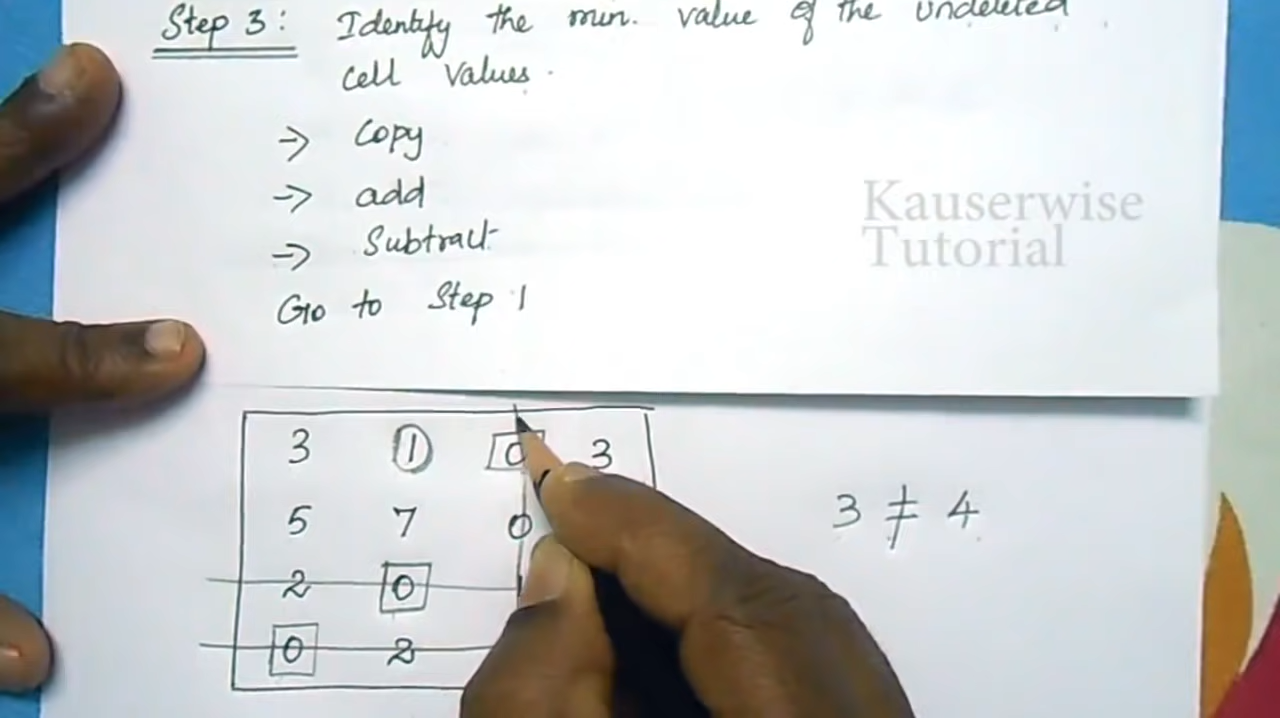 Step 3: Identify the min. value of the undeleted
cell values.
→ Copy
→ add
→ Subtract
Go to Step 1
Kauserwise
Tutorial
3 1 0 3
5 7 0
3 ≠ 4
2 0
0 2